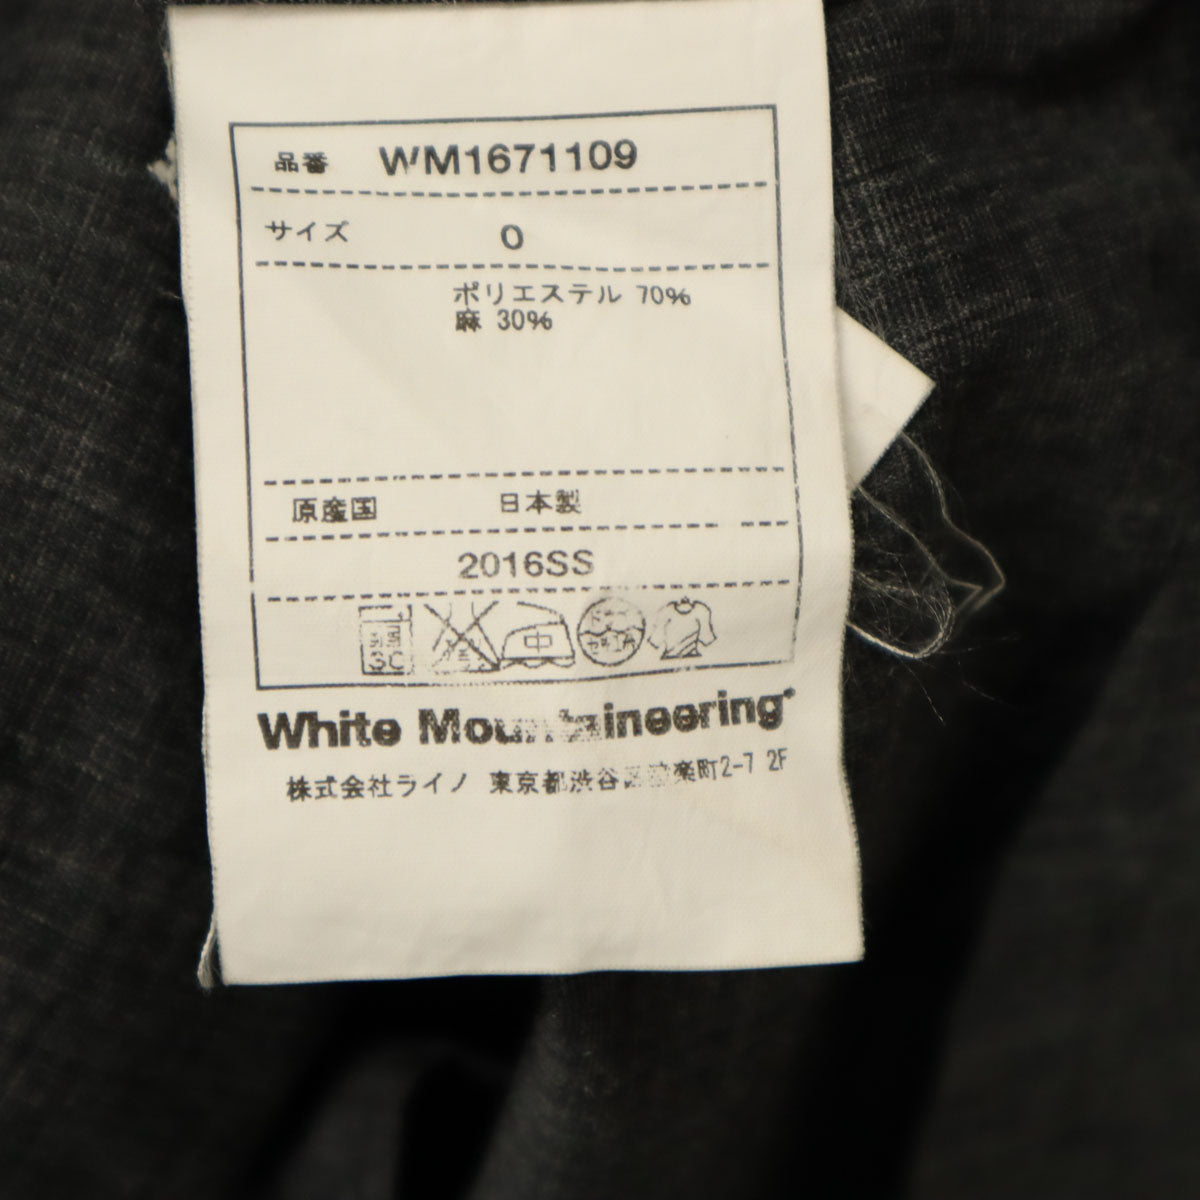 品番 WM1671109
サイズ 0
ポリエステル 70%
麻 30%
原産国 日本製
2016SS
中
White Mountaineering
株式会社ライノ 東京都渋谷 楽町2-7 2F